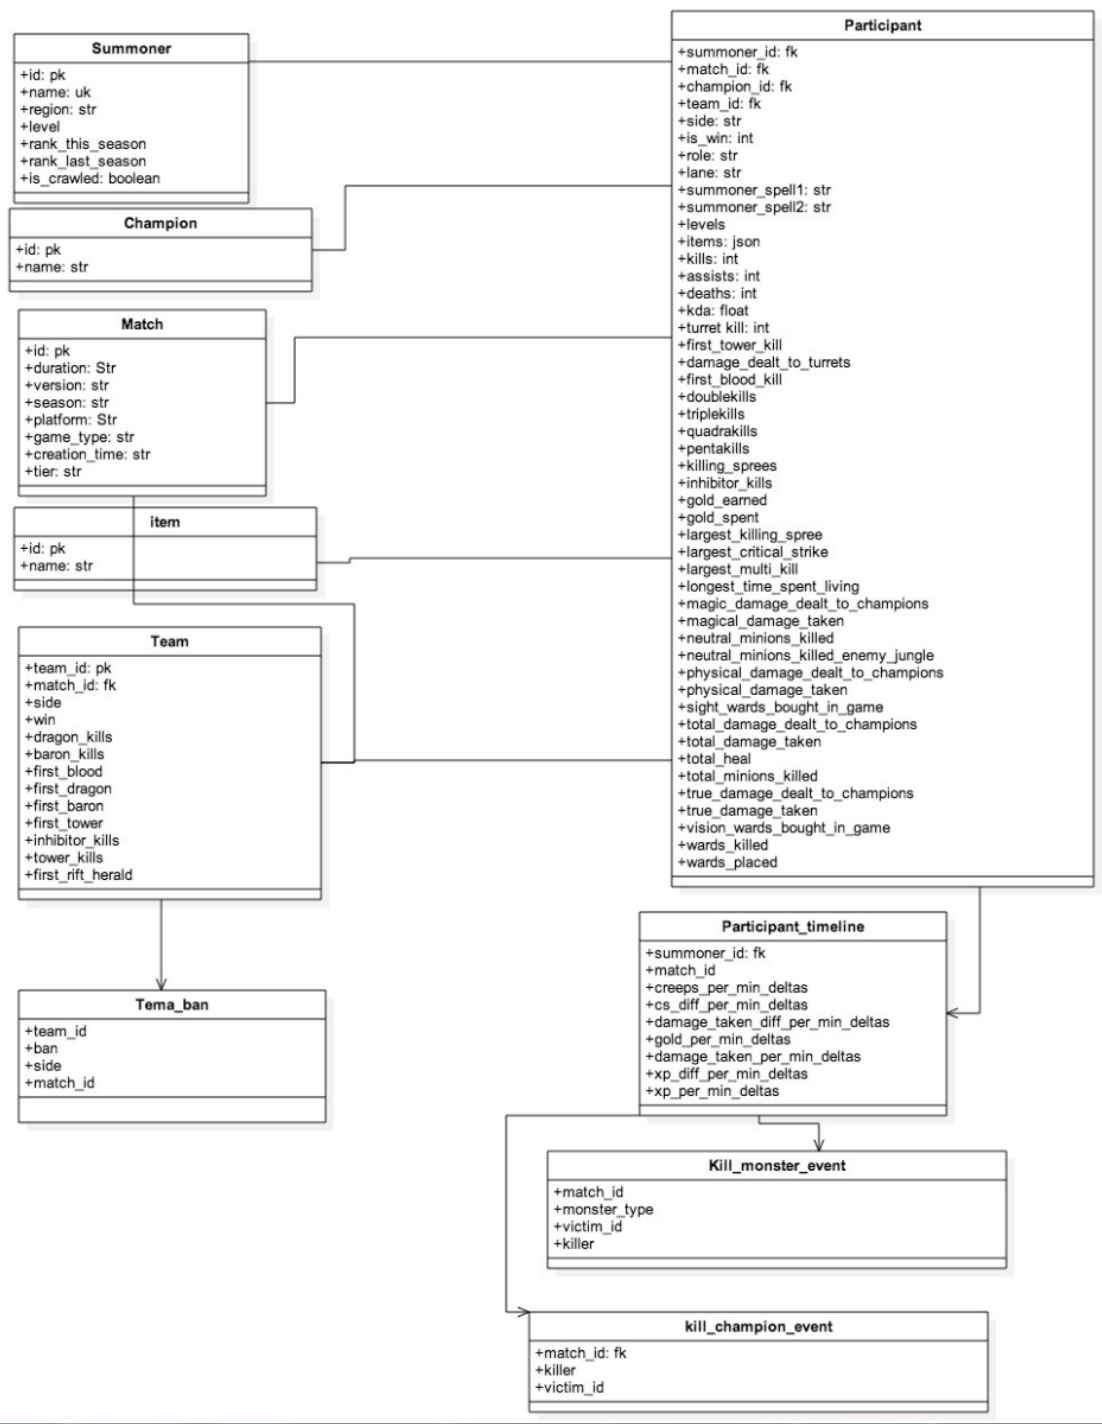 Summoner
+id: pk
+name: uk
+region: str
+level
+rank_this_season
+rank_last_season
+is_crawled: boolean
Champion
+id: pk
+name: str
Match
+id: pk
+duration: Str
+version: str
+season: str
+platform: Str
+game_type: str
+creation_time: str
+tier: str
item
+id: pk
+name: str
Team
+team_id: pk
+match_id: fk
+side
+win
+dragon_kills
+baron_kills
+first_blood
+first_dragon
+first_baron
+first_tower
+inhibitor_kills
+tower_kills
+first_rift_herald
Tema_ban
+team_id
+ban
+side
+match_id
Participant
+summoner_id: fk
+match_id: fk
+champion_id: fk
+team_id: fk
+side: str
+is_win: int
+role: str
+lane: str
+summoner_spell1: str
+summoner_spell2: str
+levels
+items: json
+kills: int
+assists: int
+deaths: int
+kda: float
+turret kill: int
+first_tower_kill
+damage_dealt_to_turrets
+first_blood_kill
+doublekills
+triplekills
+quadrakills
+pentakills
+killing_sprees
+inhibitor_kills
+gold_earned
+gold_spent
+largest_killing_spree
+largest_critical_strike
+largest_multi_kill
+longest_time_spent_living
+magic_damage_dealt_to_champions
+magical_damage_taken
+neutral_minions_killed
+neutral_minions_killed_enemy_jungle
+physical_damage_dealt_to_champions
+physical_damage_taken
+sight_wards_bought_in_game
+total_damage_dealt_to_champions
+total_damage_taken
+total_heal
+total_minions_killed
+true_damage_dealt_to_champions
+true_damage_taken
+vision_wards_bought_in_game
+wards_killed
+wards_placed
Participant_timeline
+summoner_id: fk
+match_id
+creeps_per_min_deltas
+cs_diff_per_min_deltas
+damage_taken_diff_per_min_deltas
+gold_per_min_deltas
+damage_taken_per_min_deltas
+xp_diff_per_min_deltas
+xp_per_min_deltas
Kill_monster_event
+match_id
+monster_type
+victim_id
+killer
kill_champion_event
+match_id: fk
+killer
+victim_id